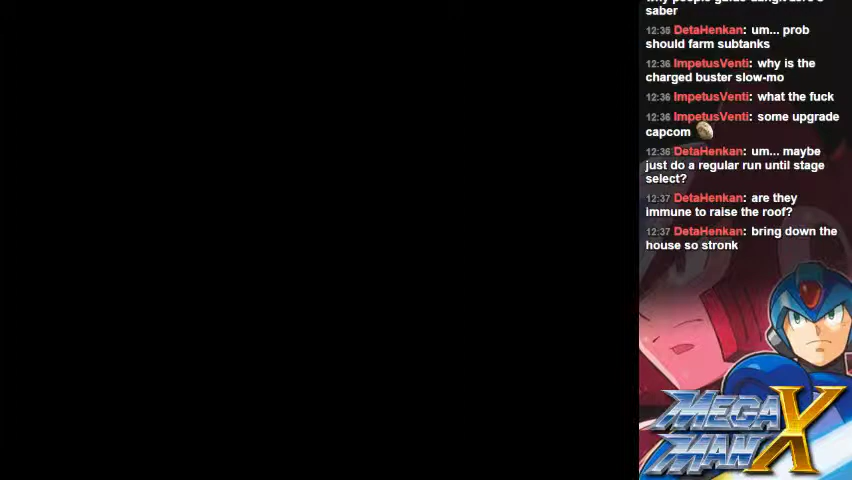 saber
12:35 DetaHenkan: um... prob
should farm subtanks
12:36 ImpetusVenti: why is the
charged buster slow-mo
12:36 ImpetusVenti: what the fuck
12:36 ImpetusVenti: some upgrade
capcom
12:36 DetaHenkan: um... maybe
just do a regular run until stage
select?
12:37 DetaHenkan: are they
immune to raise the roof?
12:37 DetaHenkan: bring down the
house so stronk
MEGA
MAN X